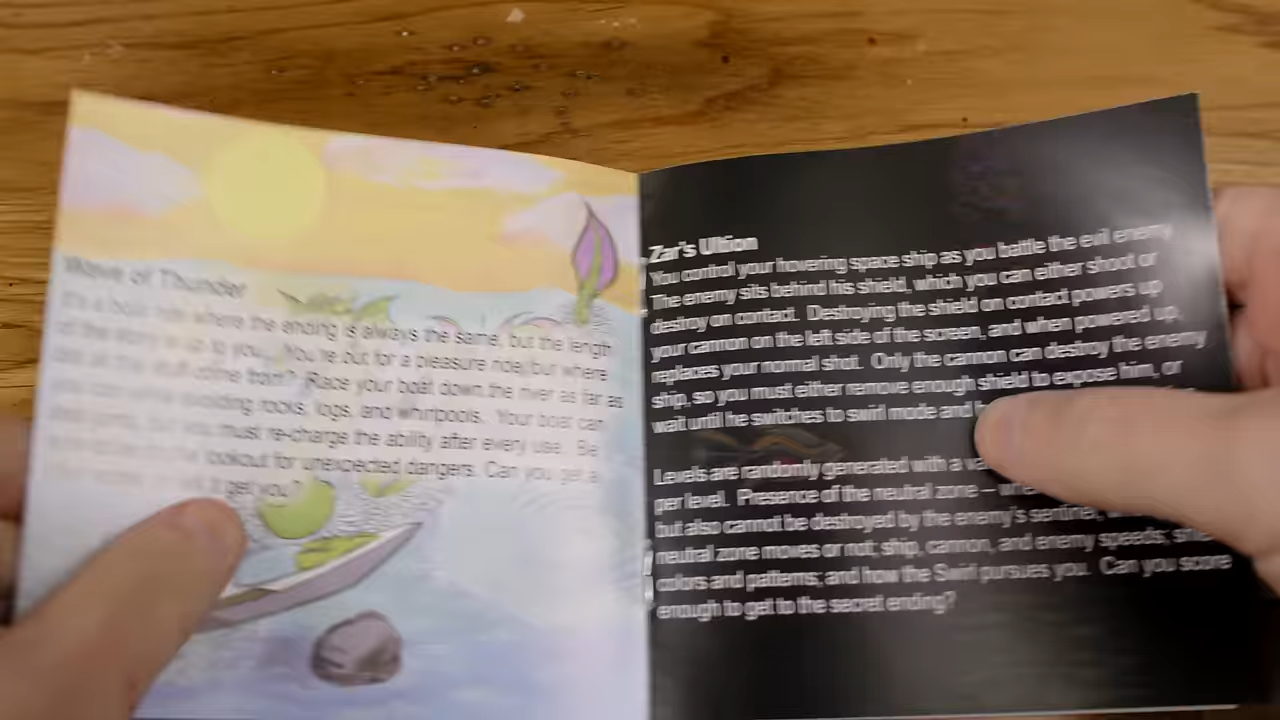 Wave of Thunder
It's a boat ride where the ending is always the same, but the length
of the is up to you. You're out for a pleasure ride, but where
did all the stuff come from? Race your boat down the river as far as
avoiding rocks, logs, and whirlpools. Your boat can
must re-charge the ability after every use. Be
lookout for unexpected dangers. Can you get a
it get you?
Zar's Ultion
You control your hovering space ship as you battle the evil enemy
The enemy sits behind his shield, which you can either shoot or
destroy on contact. Destroying the shield on contact powers up
your cannon on the left side of the screen, and when powered up,
replaces your normal shot. Only the cannon can destroy the enemy
ship, so you must either remove enough shield to expose him, or
wait until he switches to swirl mode and
Levels are randomly generated with a
per level. Presence of the neutral zone –
but also cannot be destroyed by the enemy's
neutral zone moves or not; ship, cannon, and enemy speeds;
colors and patterns; and how the Swirl pursues you. Can you score
enough to get to the secret ending?